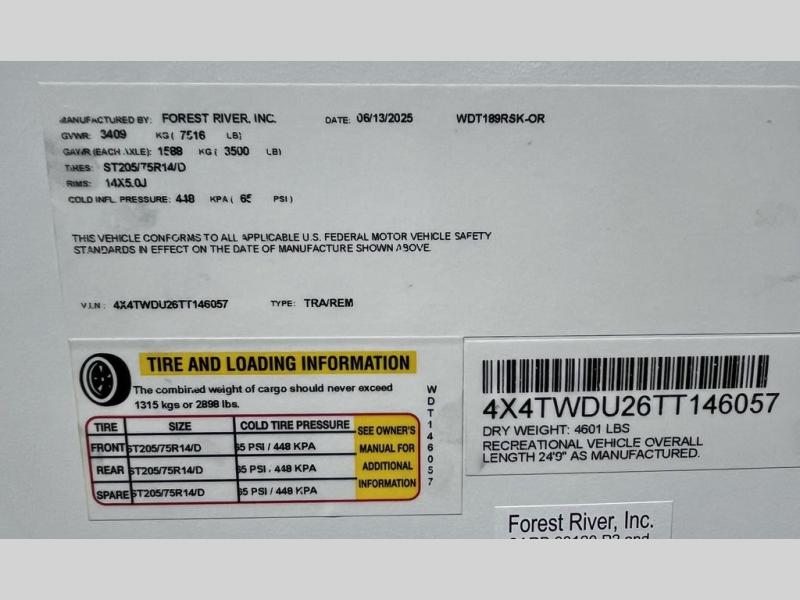 MANUFACTURED BY: FOREST RIVER, INC. DATE: 06/13/2025 WDT189RSK-OR
GVWR: 3409 KG ( 7516 LB)
GAWR (EACH AXLE): 1588 KG ( 3500 LB)
TIRES: ST205/75R14/D
RIMS: 14X5.0J
COLD INFL. PRESSURE: 448 KPA ( 65 PSI )
THIS VEHICLE CONFORMS TO ALL APPLICABLE U.S. FEDERAL MOTOR VEHICLE SAFETY
STANDARDS IN EFFECT ON THE DATE OF MANUFACTURE SHOWN ABOVE.
V.I.N.: 4X4TWDU26TT146057 TYPE: TRA/REM
TIRE AND LOADING INFORMATION
The combined weight of cargo should never exceed
1315 kgs or 2898 lbs.
TIRE SIZE COLD TIRE PRESSURE
FRONT ST205/75R14/D 65 PSI / 448 KPA
REAR ST205/75R14/D 65 PSI / 448 KPA
SPARE ST205/75R14/D 65 PSI / 448 KPA
SEE OWNER'S
MANUAL FOR
ADDITIONAL
INFORMATION
WDT146057
4X4TWDU26TT146057
DRY WEIGHT: 4601 LBS
RECREATIONAL VEHICLE OVERALL
LENGTH 24'9" AS MANUFACTURED.
Forest River, Inc.